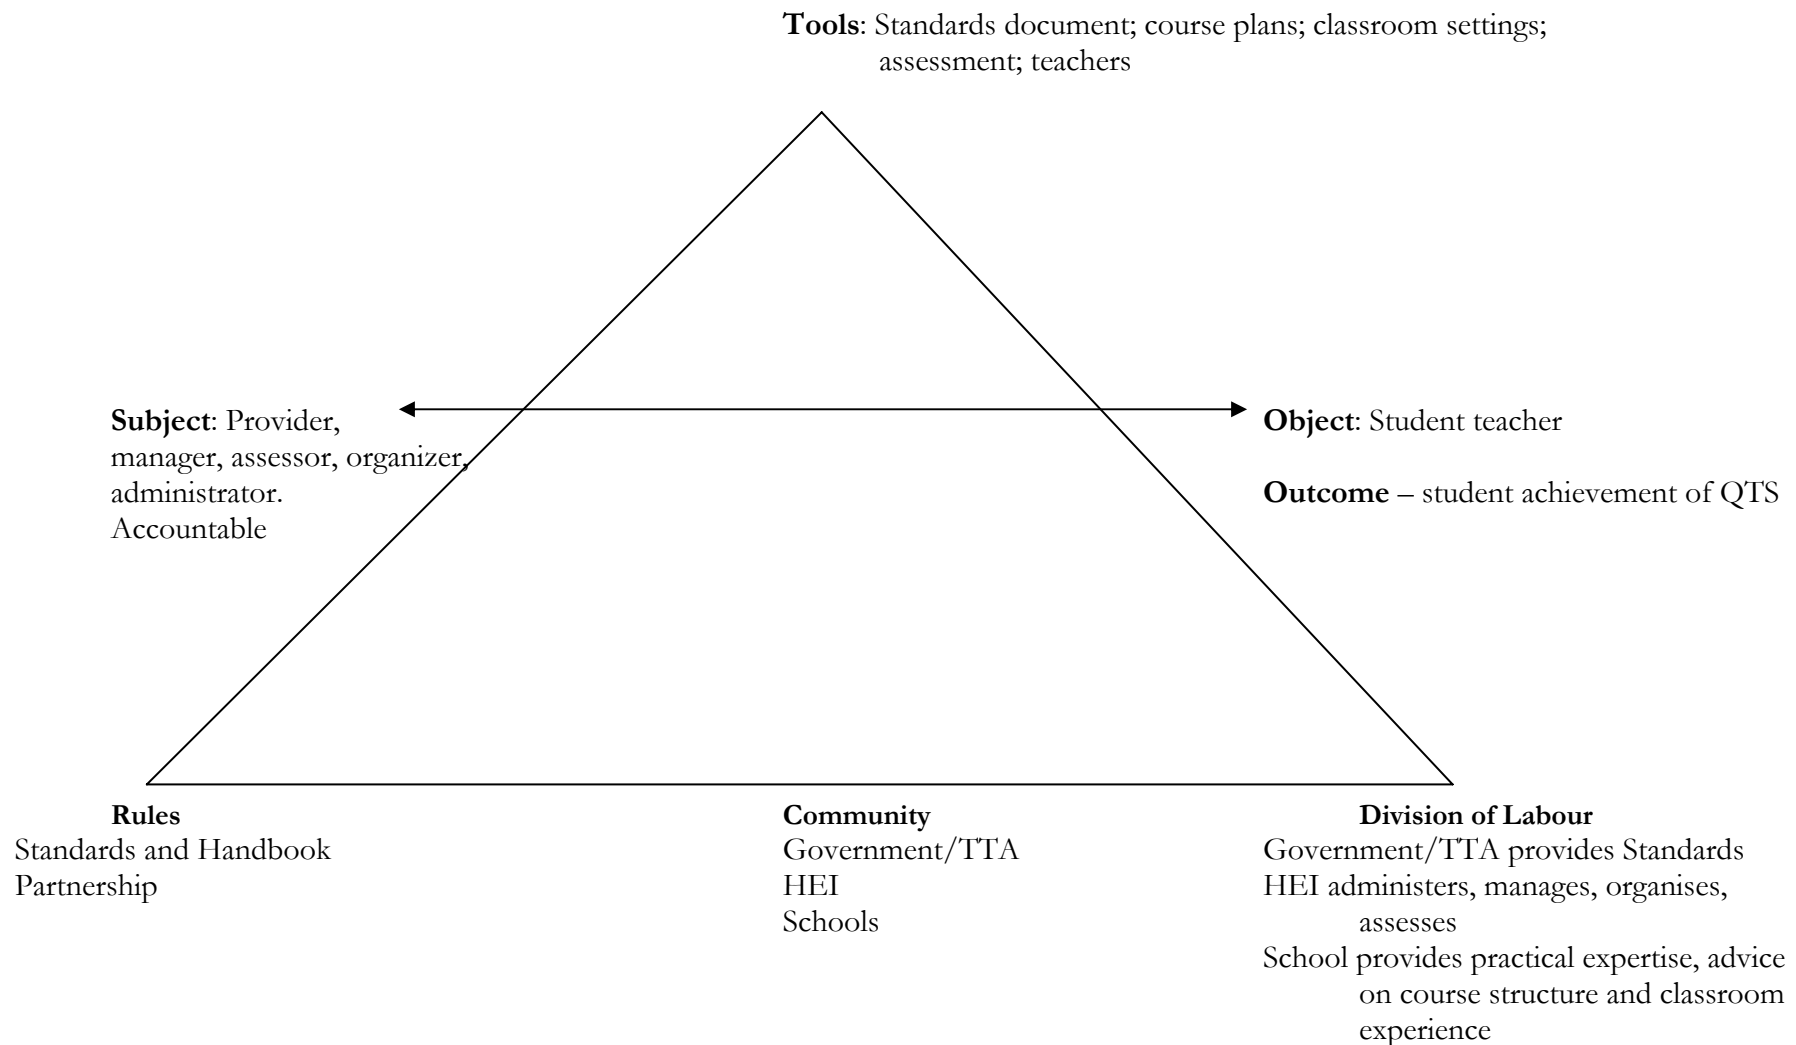 Tools: Standards document; course plans; classroom settings;
assessment; teachers
Subject: Provider,
manager, assessor, organizer,
administrator.
Accountable
Object: Student teacher
Outcome – student achievement of QTS
Rules
Standards and Handbook
Partnership
Community
Government/TTA
HEI
Schools
Division of Labour
Government/TTA provides Standards
HEI administers, manages, organises,
assesses
School provides practical expertise, advice
on course structure and classroom
experience